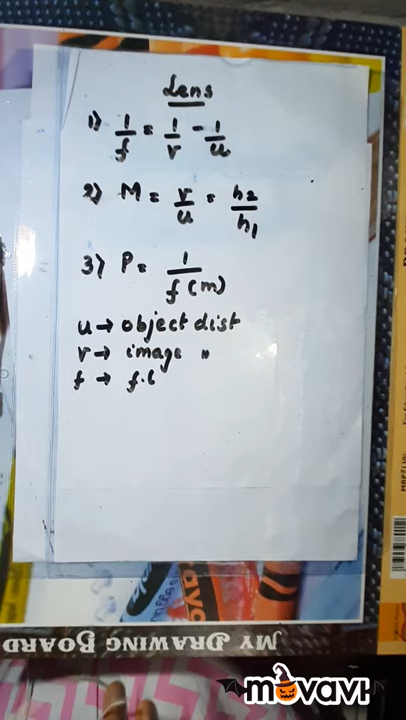 Lens
1) 1/f = 1/v - 1/u
2) M = v/u = h2/h1
3) P = 1/f(m)
u → object dist
v → image "
f → f.l
MY DRAWING BOARD
movavi